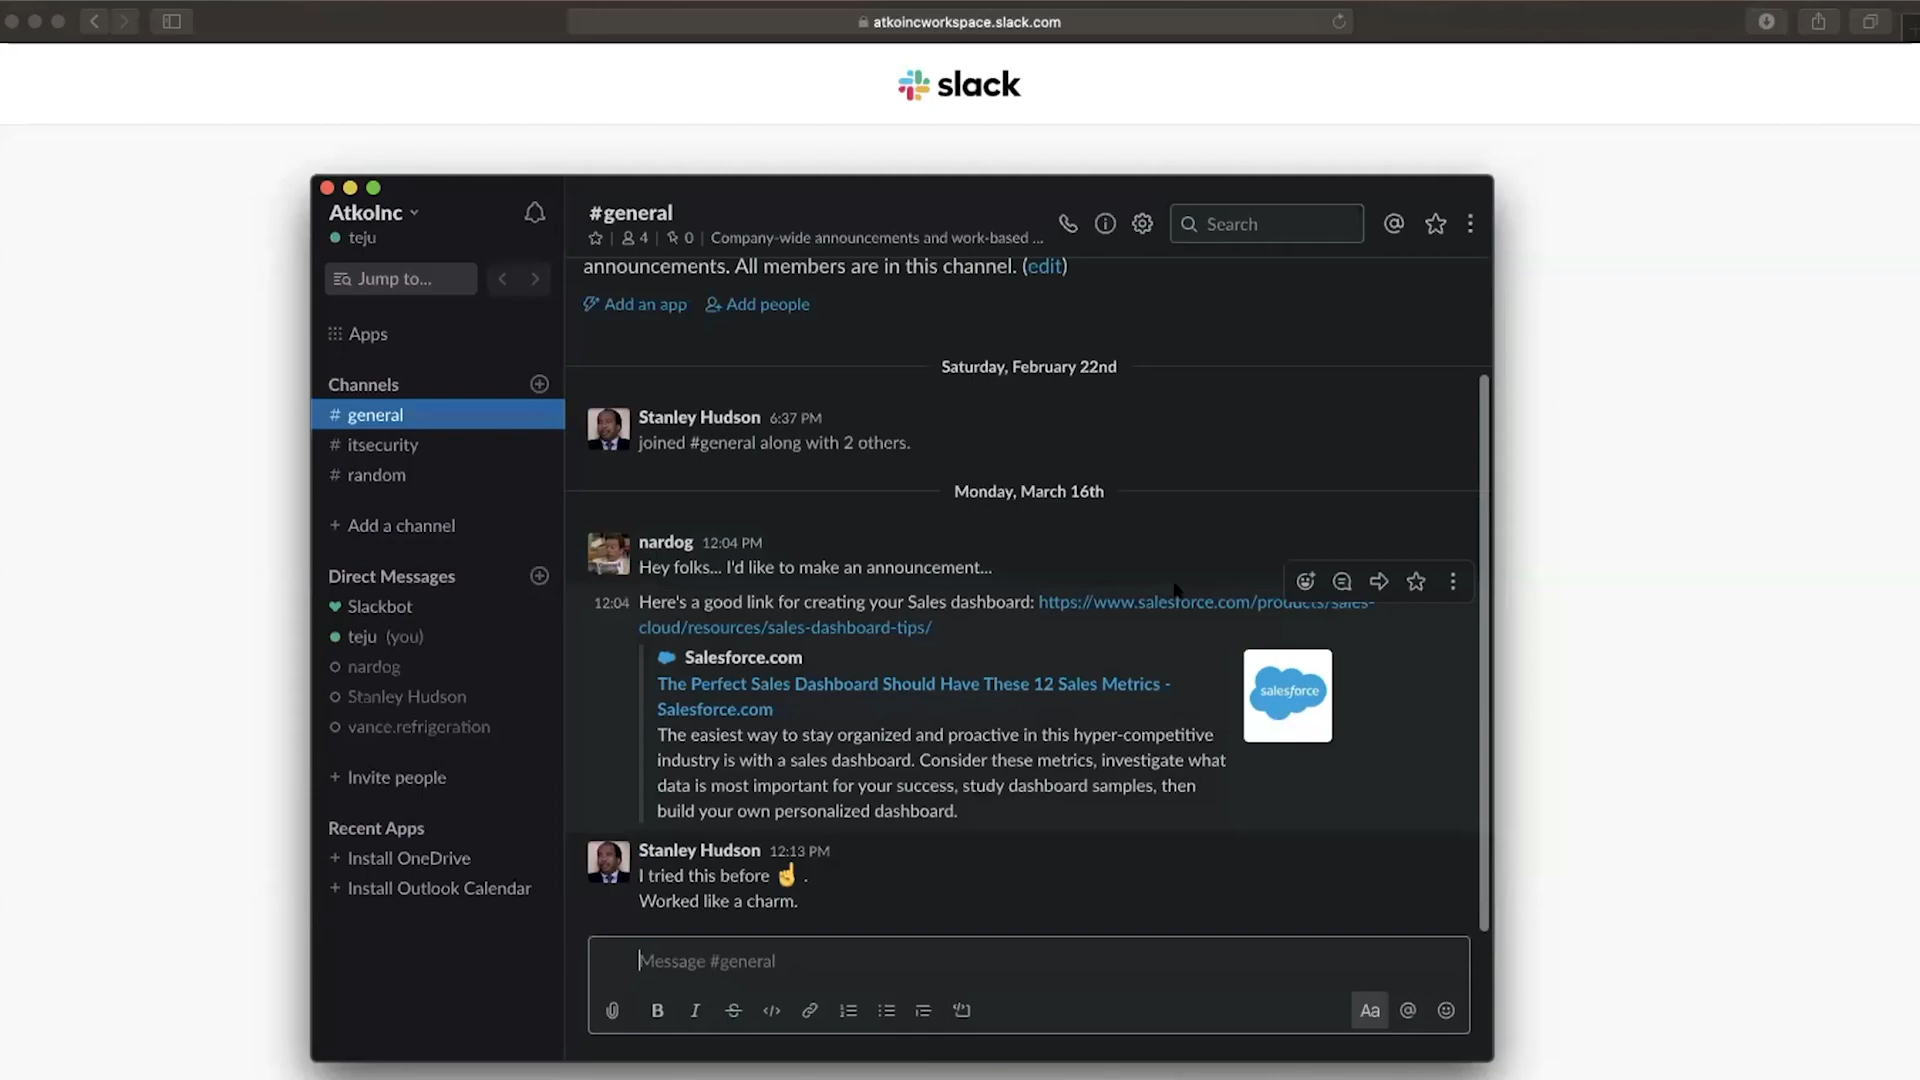 atkoincworkspace.slack.com
slack
AtkoInc
teju
Jump to...
Apps
Channels
# general
# itsecurity
# random
+ Add a channel
Direct Messages
Slackbot
teju (you)
nardog
Stanley Hudson
vance.refrigeration
+ Invite people
Recent Apps
+ Install OneDrive
+ Install Outlook Calendar
#general
4 | 0 | Company-wide announcements and work-based ...
Search
announcements. All members are in this channel. (edit)
Add an app Add people
Saturday, February 22nd
Stanley Hudson 6:37 PM
joined #general along with 2 others.
Monday, March 16th
nardog 12:04 PM
Hey folks... I'd like to make an announcement...
12:04 Here's a good link for creating your Sales dashboard: https://www.salesforce.com/products/sales-
cloud/resources/sales-dashboard-tips/
Salesforce.com
The Perfect Sales Dashboard Should Have These 12 Sales Metrics -
Salesforce.com
The easiest way to stay organized and proactive in this hyper-competitive
industry is with a sales dashboard. Consider these metrics, investigate what
data is most important for your success, study dashboard samples, then
build your own personalized dashboard.
salesforce
Stanley Hudson 12:13 PM
I tried this before ☝️ .
Worked like a charm.
Message #general
B I S Aa @